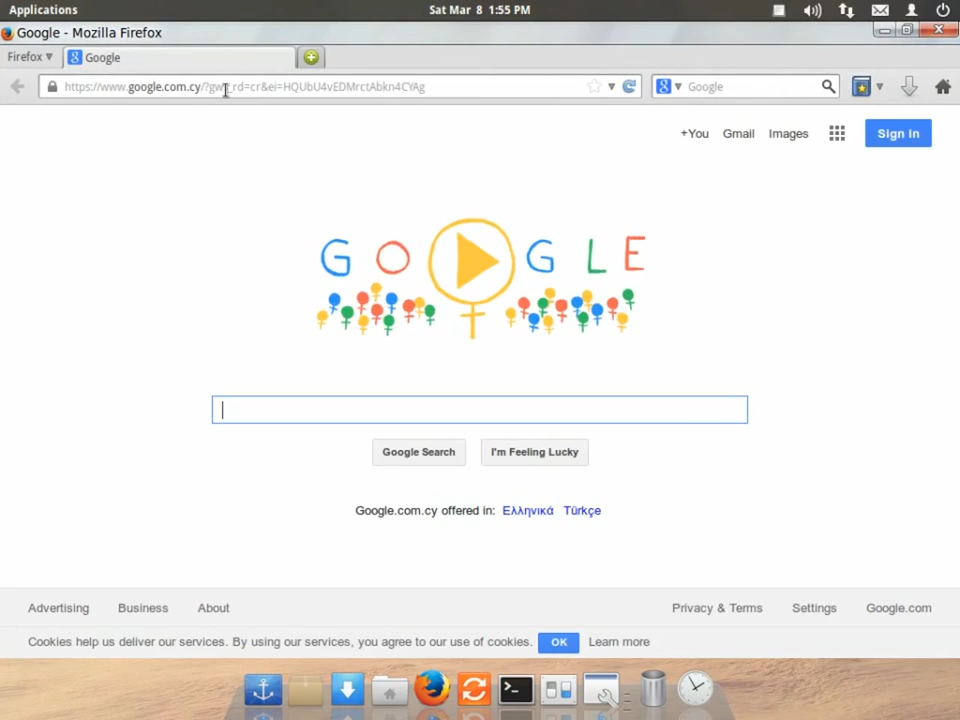 Applications
Sat Mar 8 1:55 PM
Google - Mozilla Firefox
Firefox
Google
https://www.google.com.cy/?gws_rd=cr&ei=HQUbU4vEDMrctAbkn4CYAg
Google
+You Gmail Images Sign in
GOOGLE
Google Search I'm Feeling Lucky
Google.com.cy offered in: Ελληνικά Türkçe
Advertising Business About Privacy & Terms Settings Google.com
Cookies help us deliver our services. By using our services, you agree to our use of cookies. OK Learn more